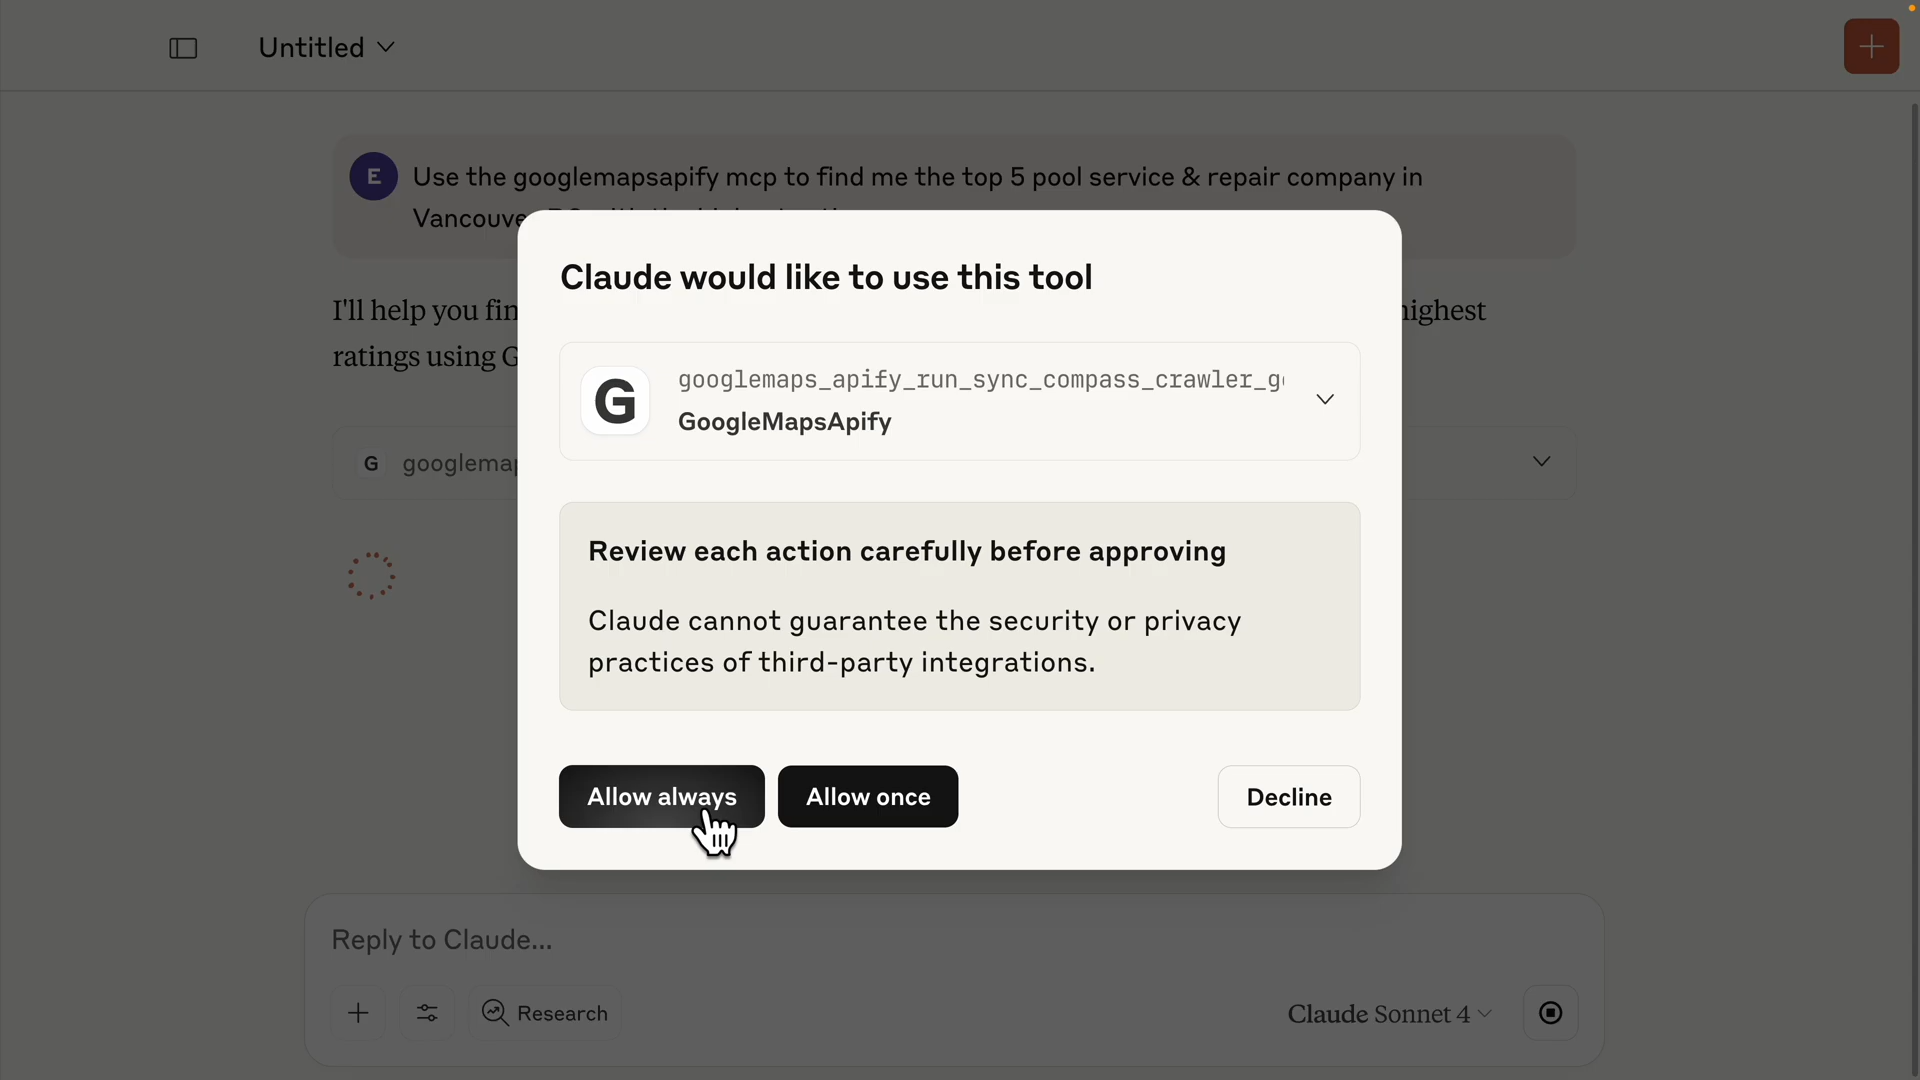 Untitled
E
Use the googlemapsapify mcp to find me the top 5 pool service & repair company in
Claude would like to use this tool
I'll help you
highest
ratings using
G
googlemaps_apify_run_sync_compass_crawler_g
GoogleMapsApify
G
Review each action carefully before approving
Claude cannot guarantee the security or privacy
practices of third-party integrations.
Allow always
Allow once
Decline
Reply to Claude...
Research
Claude Sonnet 4